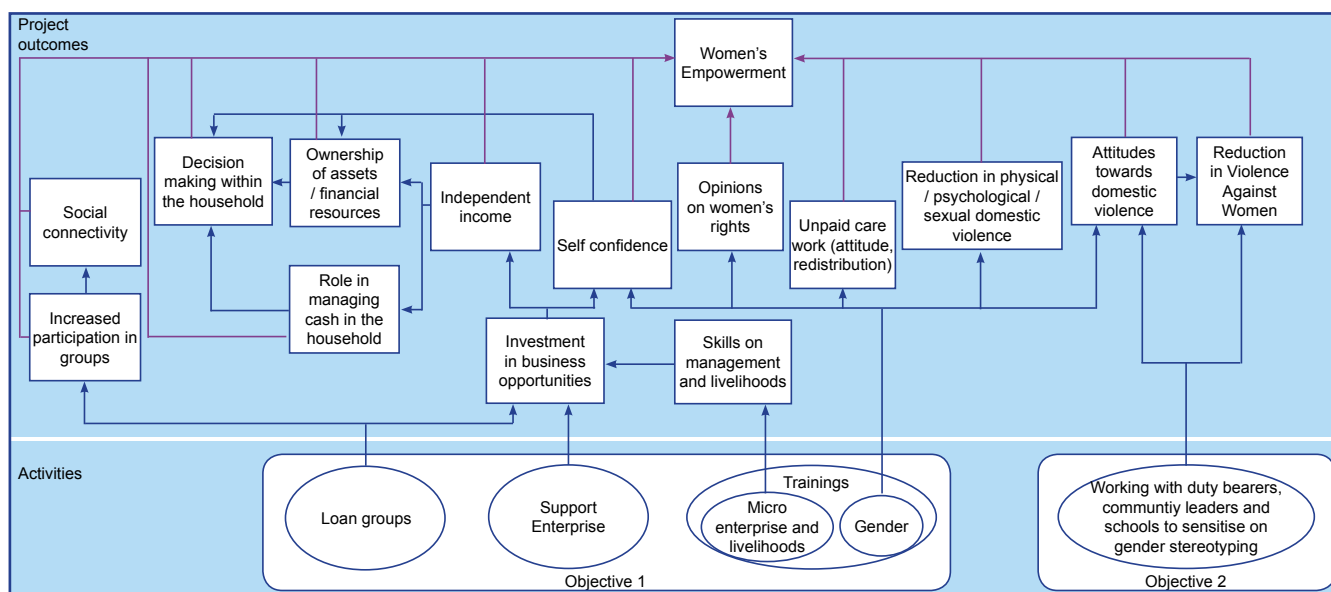 Project
outcomes
Women's
Empowerment
Decision
making within
the household
Ownership
of assets
/ financial
resources
Independent
income
Self confidence
Opinions
on women's
rights
Unpaid care
work (attitude,
redistribution)
Reduction in physical
/ psychological /
sexual domestic
violence
Attitudes
towards
domestic
violence
Reduction
in Violence
Against
Women
Social
connectivity
Increased
participation in
groups
Role in
managing
cash in the
household
Investment
in business
opportunities
Skills on
management
and livelihoods
Activities
Loan groups
Support
Enterprise
Trainings
Micro
enterprise and
livelihoods
Gender
Objective 1
Working with duty bearers,
communtiy leaders and
schools to sensitise on
gender stereotyping
Objective 2